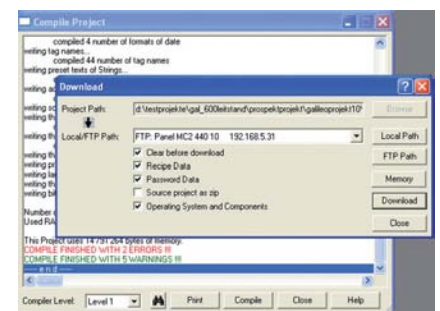 Compile Project
compiled 4 number of formats of date
writing tag names...
compiled 44 number of tag names
writing preset texts of Strings...
Download
Project Path:
d:\testprojekte\gal_600leitstand\prospektprojekt\galileoprojekt10\
Browse
Local/FTP Path:
FTP: Panel MC2 440 10 192.168.5.31
Local Path
Clear before download
FTP Path
Recipe Data
Password Data
Memory
Source project as zip
Download
Operating System and Components
Close
Number
Used RA
This Project uses 14791264 bytes of memory.
COMPILE FINISHED WITH 2 ERRORS !!!
COMPILE FINISHED WITH 5 WARNINGS !!!
---- e n d ----
Compiler Level:
Level 1
Print
Compile
Close
Help